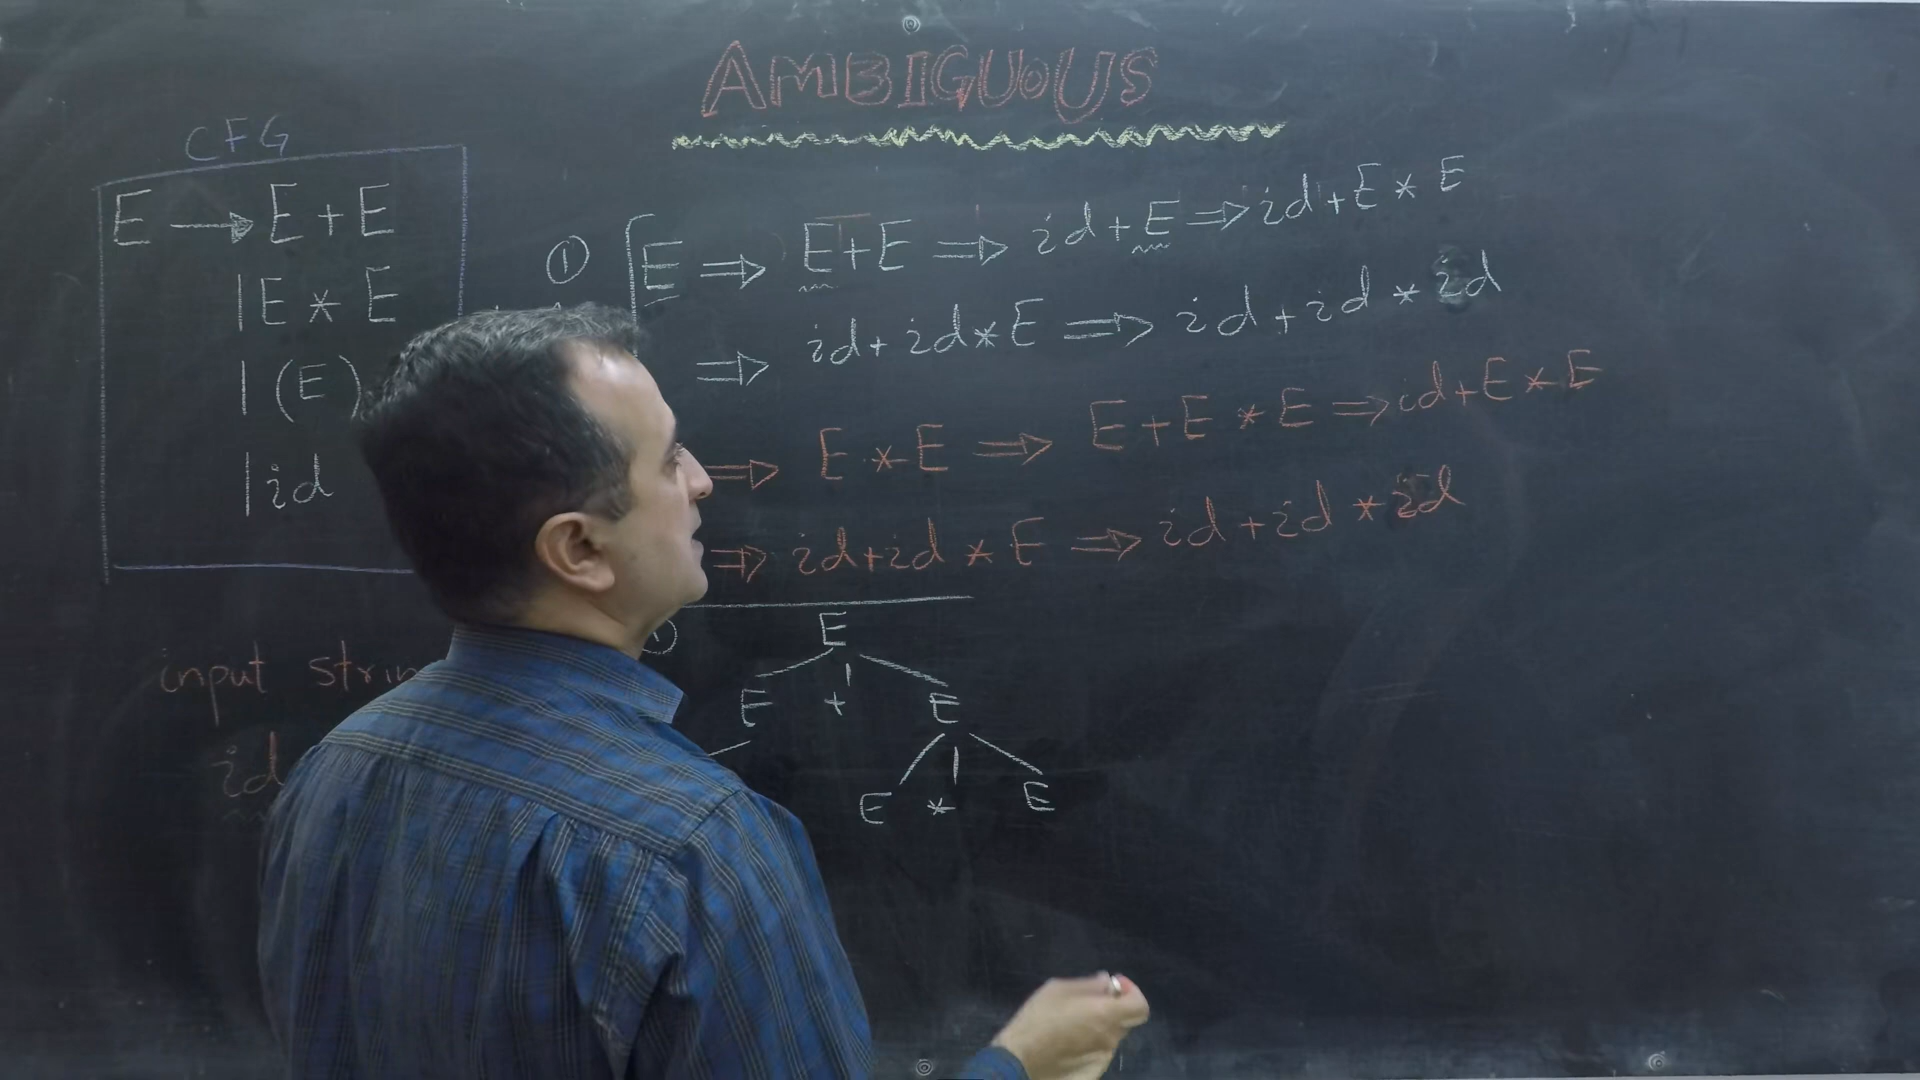 AMBIGUOUS
CFG
E → E + E
| E * E
| (E)
| id
① E ⇒ E+E ⇒ id+E ⇒ id+E * E
⇒ id+id*E ⇒ id+id * id
⇒ E * E ⇒ E+E * E ⇒ id+E * E
⇒ id+id * E ⇒ id+id * id
input
id
E
E + E
E * E